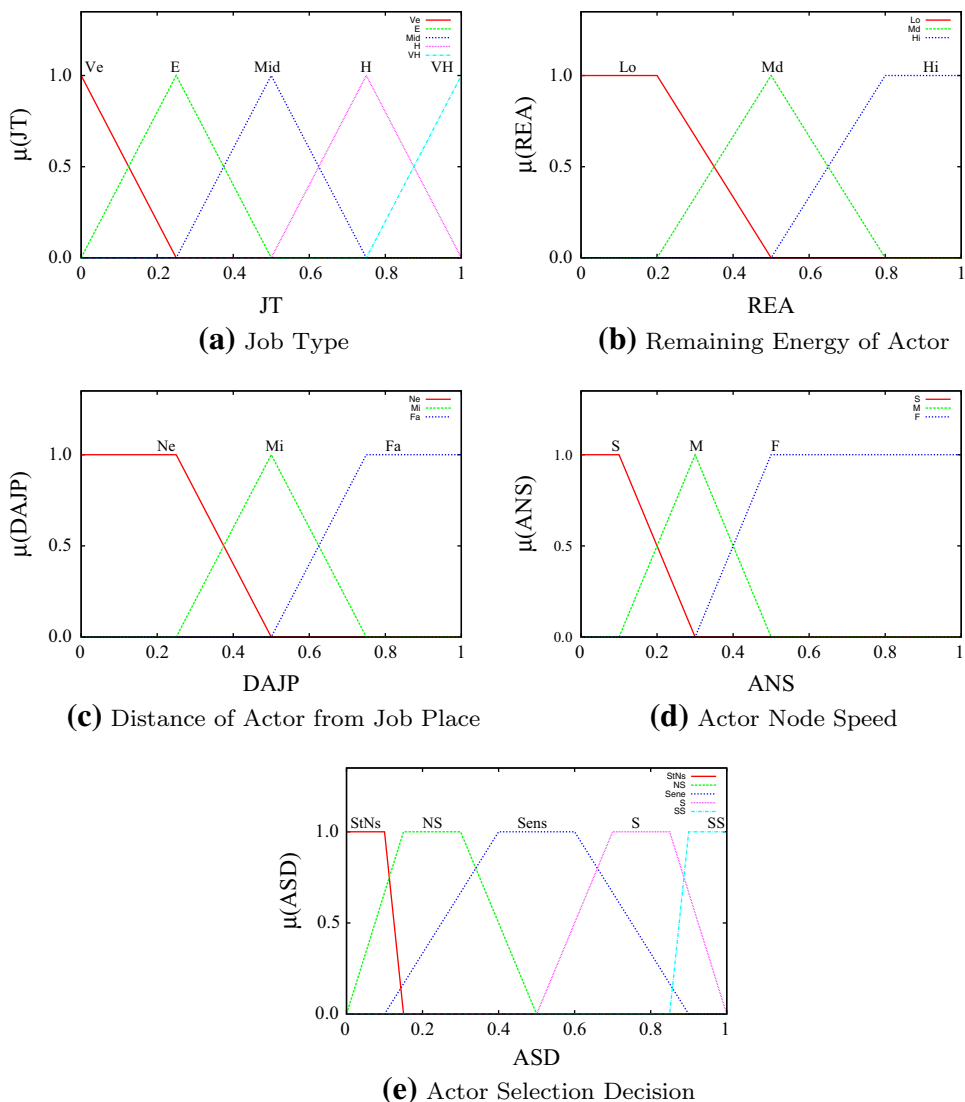 Ve
E
Mid
H
VH
Ve E Mid H VH
1.0
0.5
0.0
μ(JT)
0 0.2 0.4 0.6 0.8 1
JT
(a) Job Type
Lo
Md
Hi
Lo Md Hi
1.0
0.5
0.0
μ(REA)
0 0.2 0.4 0.6 0.8 1
REA
(b) Remaining Energy of Actor
Ne
Mi
Fa
Ne Mi Fa
1.0
0.5
0.0
μ(DAJP)
0 0.2 0.4 0.6 0.8 1
DAJP
(c) Distance of Actor from Job Place
S
M
F
S M F
1.0
0.5
0.0
μ(ANS)
0 0.2 0.4 0.6 0.8 1
ANS
(d) Actor Node Speed
StNs
NS
Sene
S
SS
StNs NS Sens S SS
1.0
0.5
0.0
μ(ASD)
0 0.2 0.4 0.6 0.8 1
ASD
(e) Actor Selection Decision